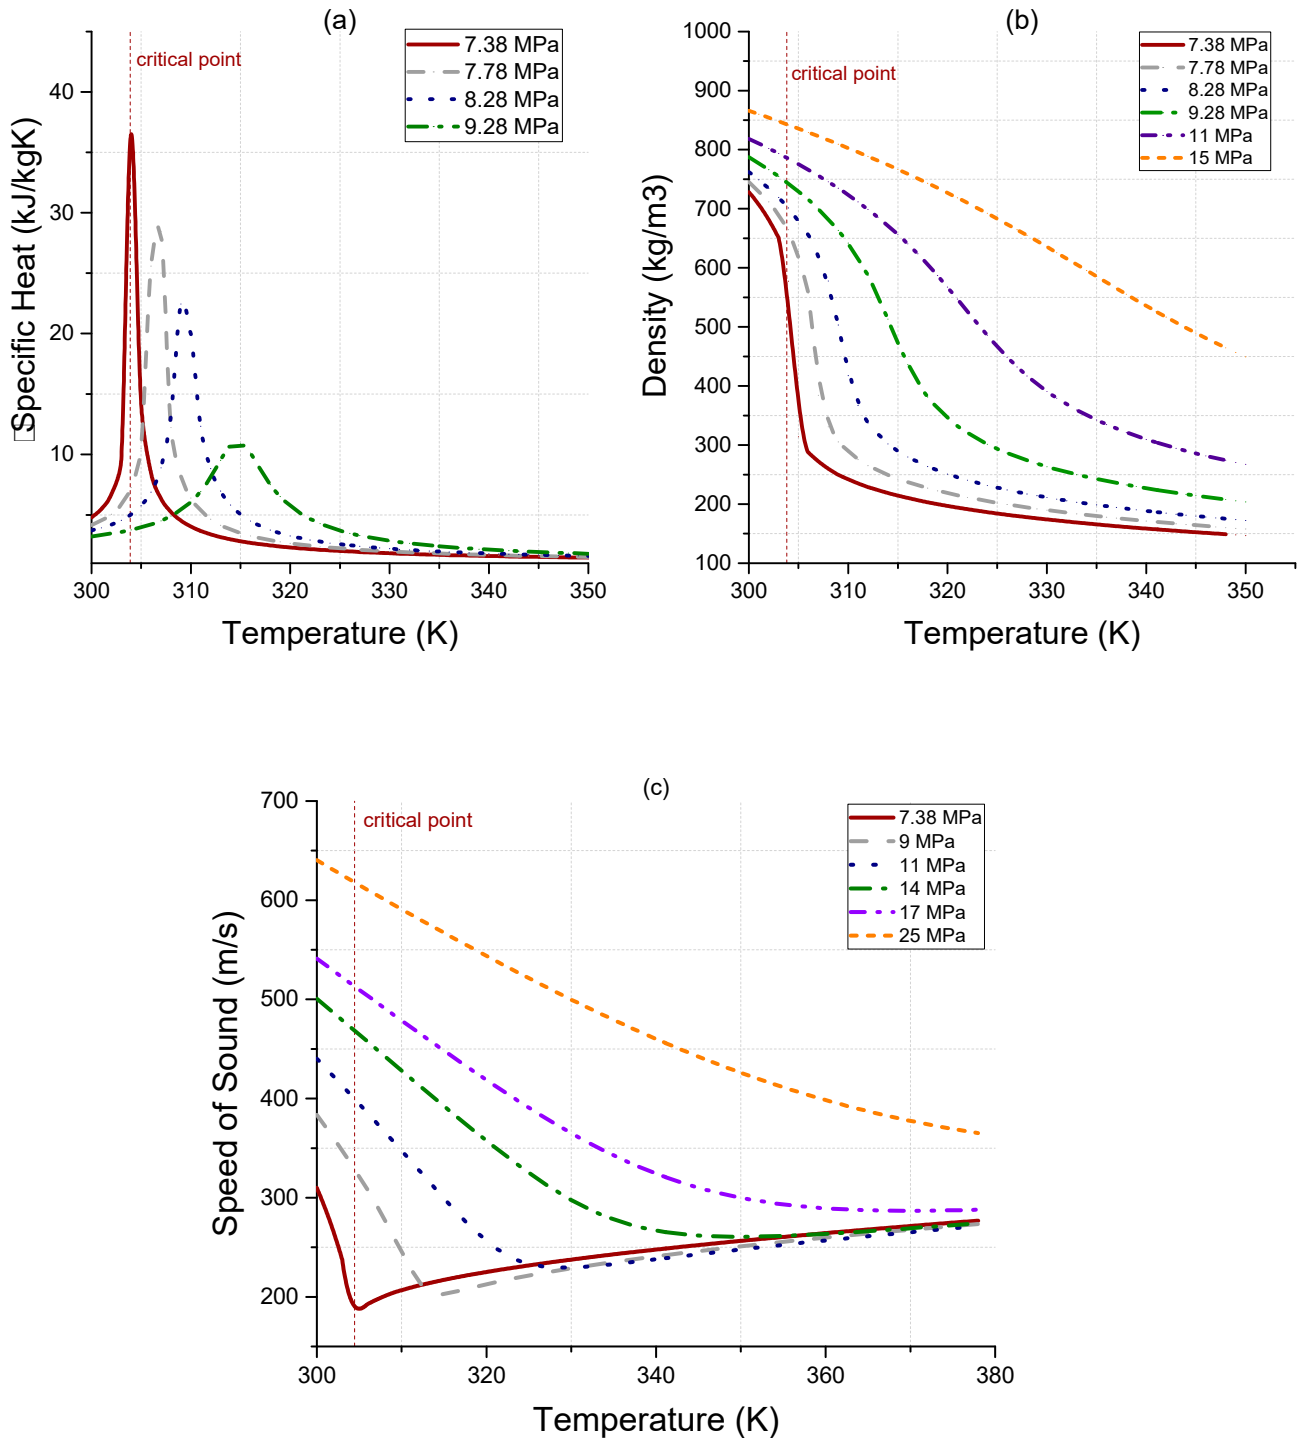 (a)
7.38 MPa
7.78 MPa
8.28 MPa
9.28 MPa
critical point
40
30
20
10
□Specific Heat (kJ/kgK)
300 310 320 330 340 350
Temperature (K)
(b)
7.38 MPa
7.78 MPa
8.28 MPa
9.28 MPa
11 MPa
15 MPa
critical point
1000
900
800
700
600
500
400
300
200
100
Density (kg/m3)
300 310 320 330 340 350
Temperature (K)
(c)
7.38 MPa
9 MPa
11 MPa
14 MPa
17 MPa
25 MPa
critical point
700
600
500
400
300
200
Speed of Sound (m/s)
300 320 340 360 380
Temperature (K)